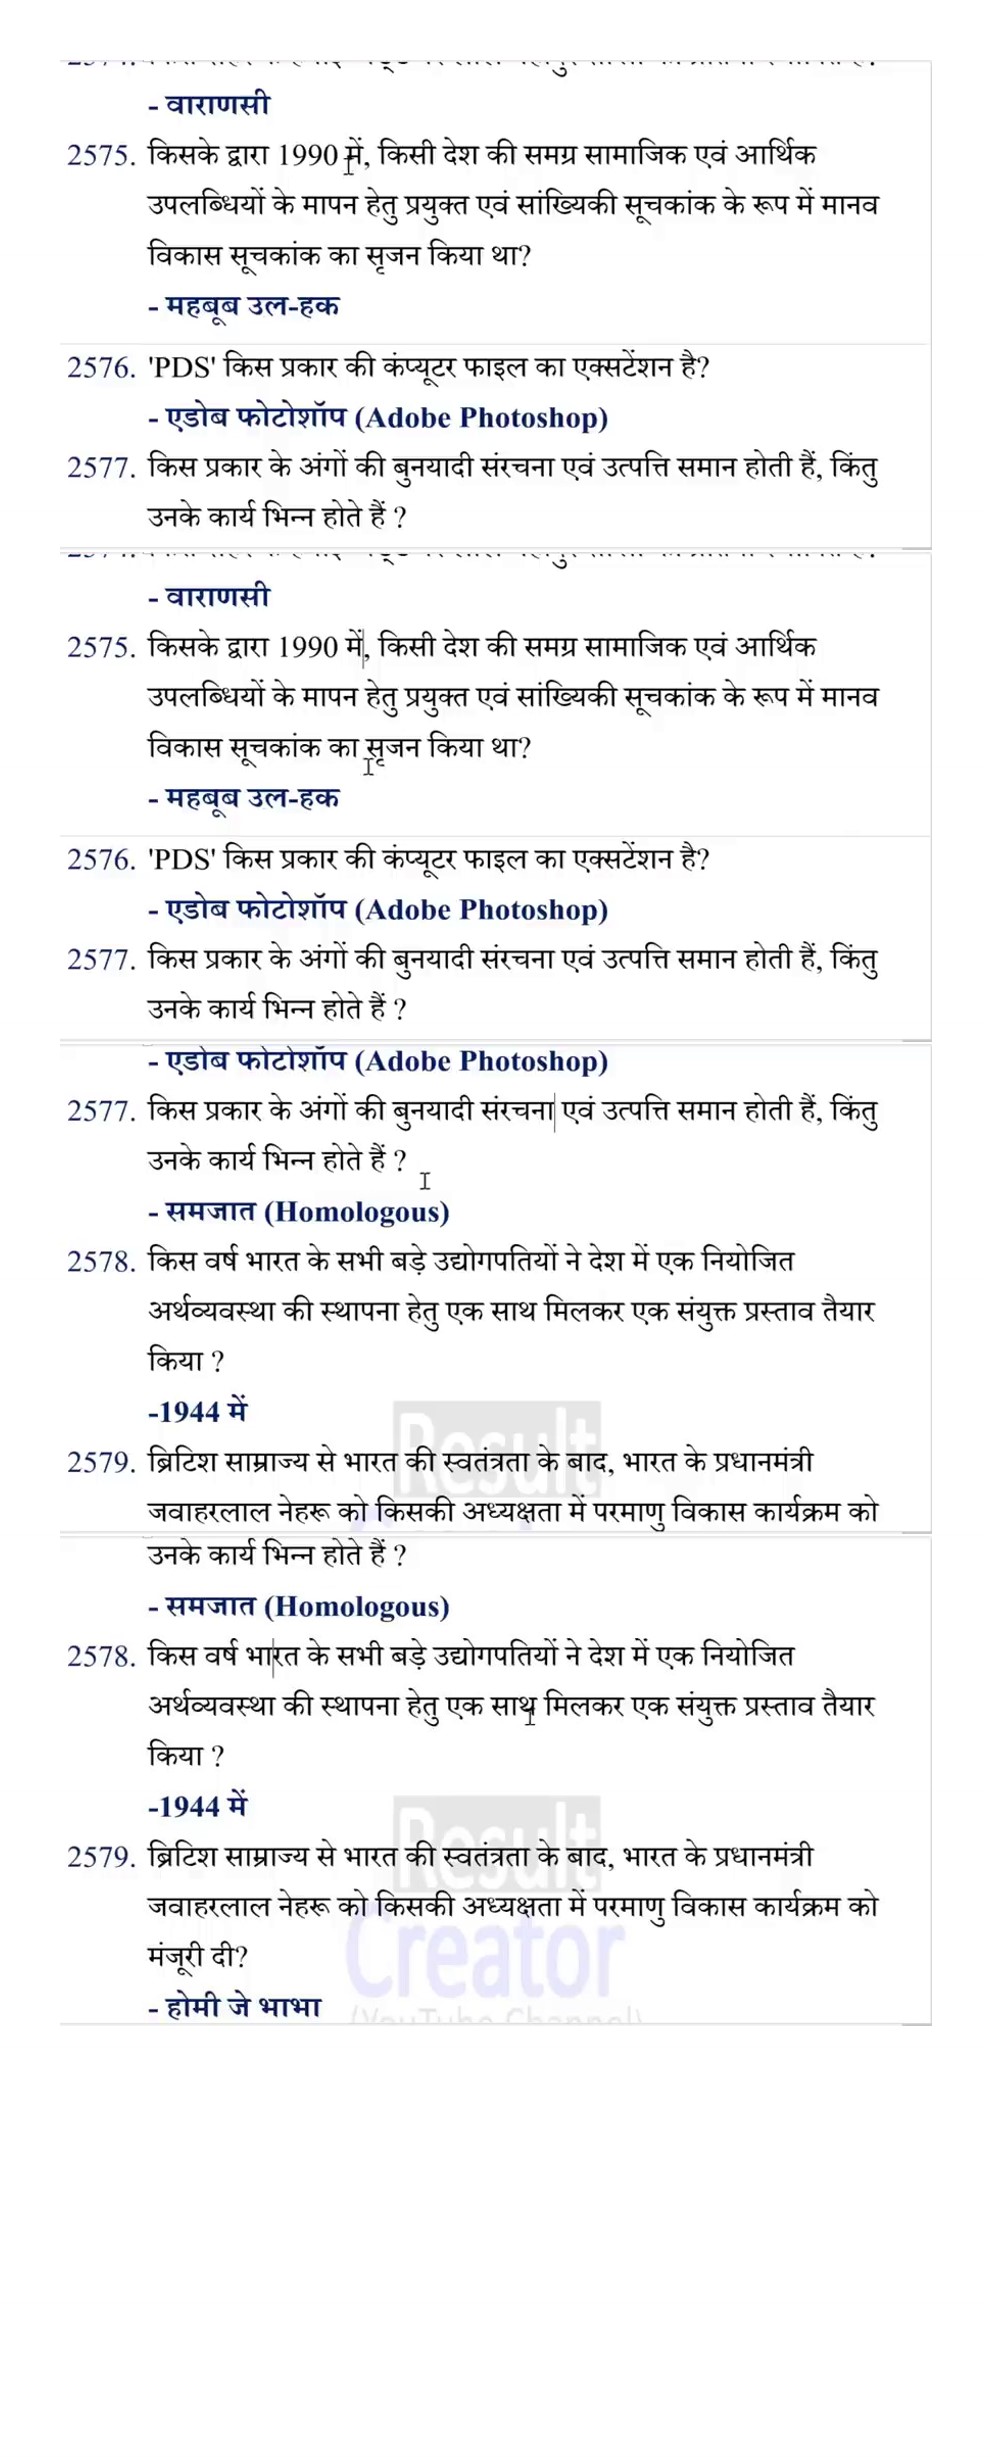 - वाराणसी
2575. किसके द्वारा 1990 में, किसी देश की समग्र सामाजिक एवं आर्थिक
उपलब्धियों के मापन हेतु प्रयुक्त एवं सांख्यिकी सूचकांक के रूप में मानव
विकास सूचकांक का सृजन किया था?
- महबूब उल-हक
2576. 'PDS' किस प्रकार की कंप्यूटर फाइल का एक्सटेंशन है?
- एडोब फोटोशॉप (Adobe Photoshop)
2577. किस प्रकार के अंगों की बुनयादी संरचना एवं उत्पत्ति समान होती हैं, किंतु
उनके कार्य भिन्न होते हैं ?
- वाराणसी
2575. किसके द्वारा 1990 में, किसी देश की समग्र सामाजिक एवं आर्थिक
उपलब्धियों के मापन हेतु प्रयुक्त एवं सांख्यिकी सूचकांक के रूप में मानव
विकास सूचकांक का सृजन किया था?
- महबूब उल-हक
2576. 'PDS' किस प्रकार की कंप्यूटर फाइल का एक्सटेंशन है?
- एडोब फोटोशॉप (Adobe Photoshop)
2577. किस प्रकार के अंगों की बुनयादी संरचना एवं उत्पत्ति समान होती हैं, किंतु
उनके कार्य भिन्न होते हैं ?
- एडोब फोटोशॉप (Adobe Photoshop)
2577. किस प्रकार के अंगों की बुनयादी संरचना एवं उत्पत्ति समान होती हैं, किंतु
उनके कार्य भिन्न होते हैं ?
- समजात (Homologous)
2578. किस वर्ष भारत के सभी बड़े उद्योगपतियों ने देश में एक नियोजित
अर्थव्यवस्था की स्थापना हेतु एक साथ मिलकर एक संयुक्त प्रस्ताव तैयार
किया ?
-1944 में
Result
2579. ब्रिटिश साम्राज्य से भारत की स्वतंत्रता के बाद, भारत के प्रधानमंत्री
जवाहरलाल नेहरू को किसकी अध्यक्षता में परमाणु विकास कार्यक्रम को
उनके कार्य भिन्न होते हैं ?
- समजात (Homologous)
2578. किस वर्ष भारत के सभी बड़े उद्योगपतियों ने देश में एक नियोजित
अर्थव्यवस्था की स्थापना हेतु एक साथ मिलकर एक संयुक्त प्रस्ताव तैयार
किया ?
-1944 में
Result
2579. ब्रिटिश साम्राज्य से भारत की स्वतंत्रता के बाद, भारत के प्रधानमंत्री
जवाहरलाल नेहरू को किसकी अध्यक्षता में परमाणु विकास कार्यक्रम को
मंजूरी दी?
Creator
- होमी जे भाभा
(YouTube Channel)